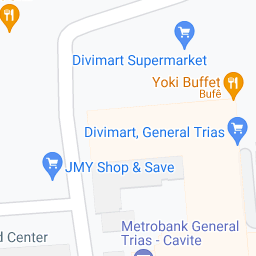 Divimart Supermarket
Yoki Buffet
Bufê
Divimart, General Trias
JMY Shop & Save
d Center
Metrobank General
Trias - Cavite